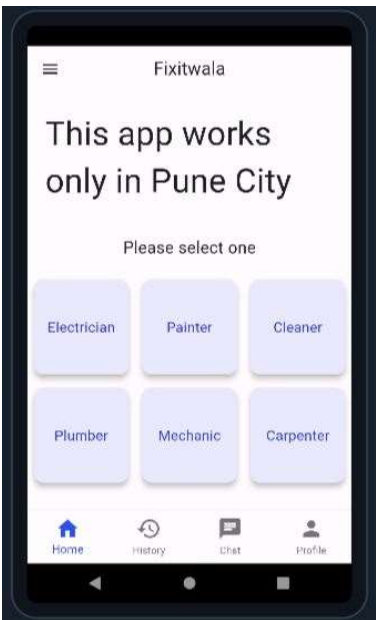 Fixitwala
This app works
only in Pune City
Please select one
Electrician Painter Cleaner
Plumber Mechanic Carpenter
Home History Chat Profile